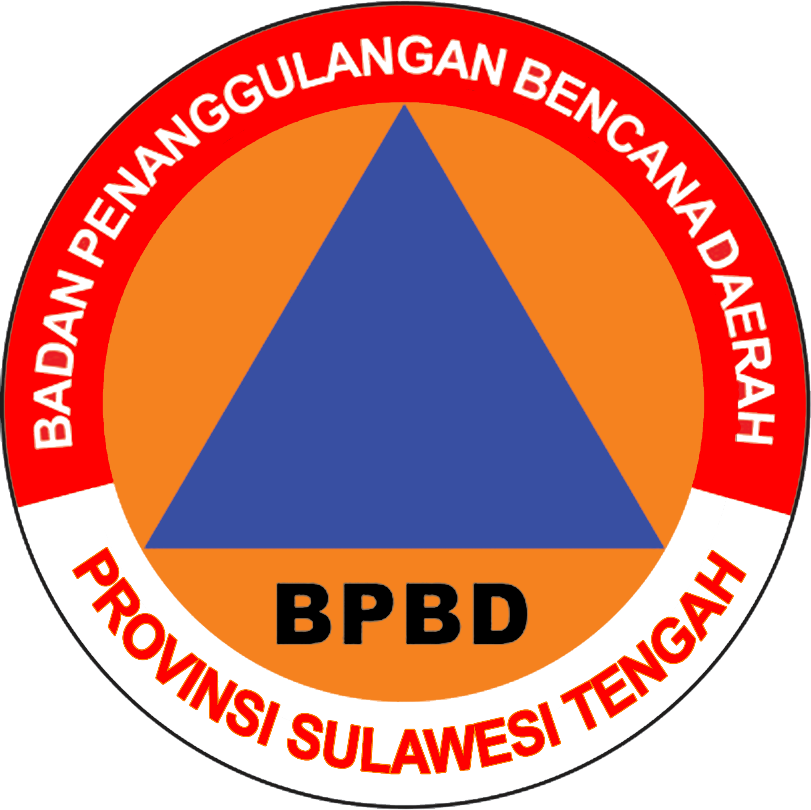 BADAN PENANGGULANGAN BENCANA DAERAH
BPBD
PROVINSI SULAWESI TENGAH